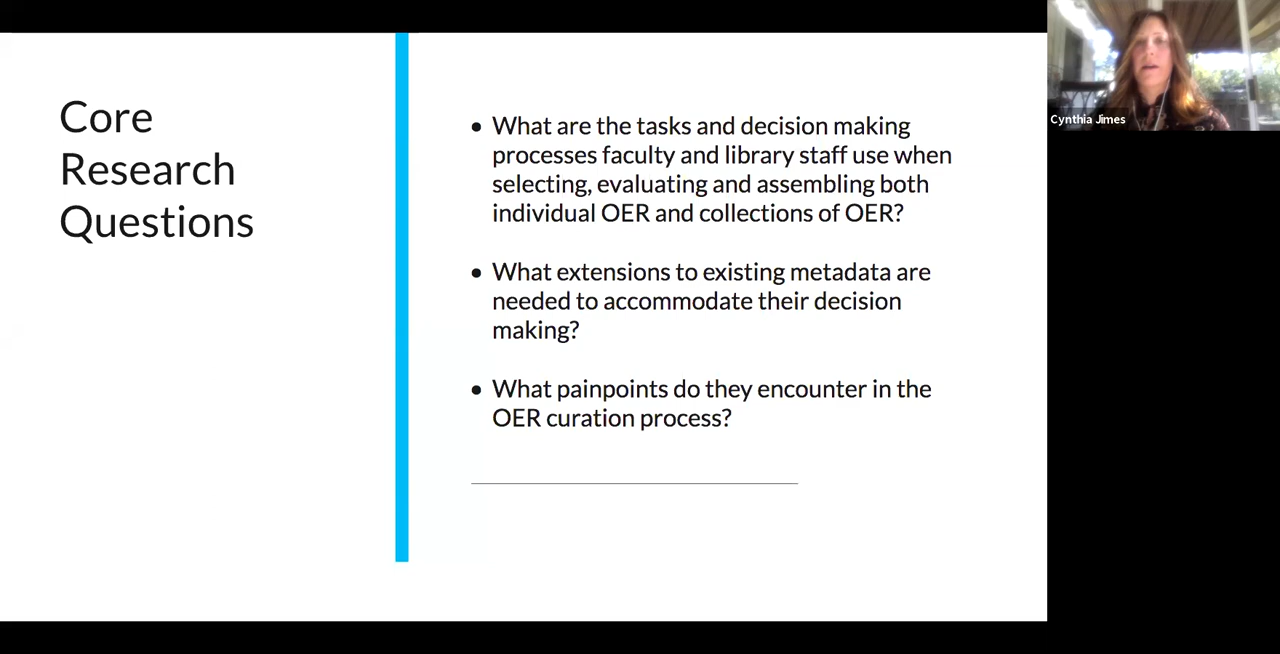 Core
Research
Questions
• What are the tasks and decision making
processes faculty and library staff use when
selecting, evaluating and assembling both
individual OER and collections of OER?
• What extensions to existing metadata are
needed to accommodate their decision
making?
• What painpoints do they encounter in the
OER curation process?
Cynthia Jimes